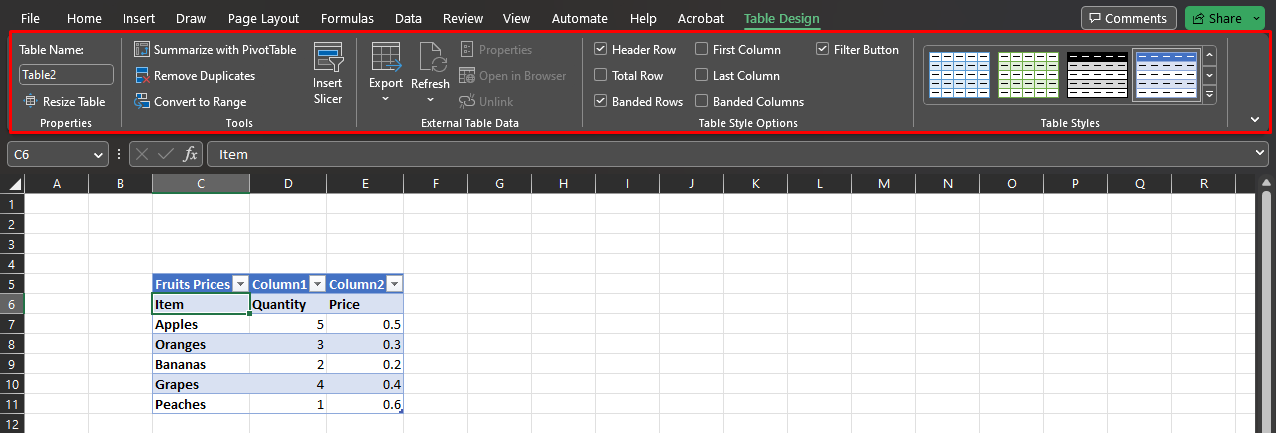 File Home Insert Draw Page Layout Formulas Data Review View Automate Help Acrobat Table Design Comments Share
Table Name:
Table2
Resize Table
Properties
Summarize with PivotTable
Remove Duplicates
Convert to Range
Insert
Slicer
Tools
Export
Refresh
Properties
Open in Browser
Unlink
External Table Data
Header Row First Column Filter Button
Total Row Last Column
Banded Rows Banded Columns
Table Style Options
Table Styles
C6 fx Item
A B C D E F G H I J K L M N O P Q R
1
2
3
4
5 Fruits Prices Column1 Column2
6 Item Quantity Price
7 Apples 5 0.5
8 Oranges 3 0.3
9 Bananas 2 0.2
10 Grapes 4 0.4
11 Peaches 1 0.6
12